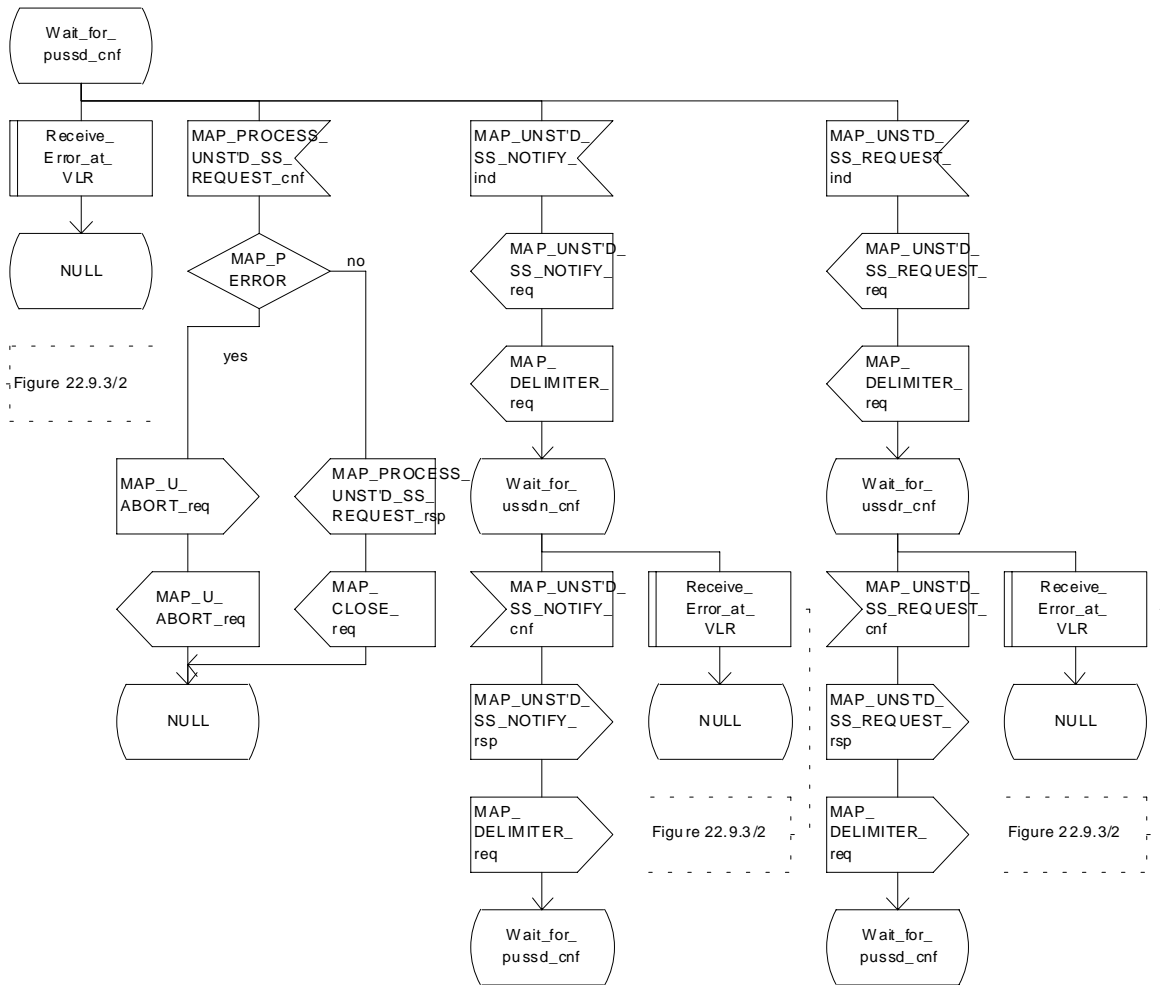 Wait_for_
pussd_cnf
Receive_
Error_at_
VLR
MAP_PROCESS_
UNST'D_SS_
REQUEST_cnf
MAP_UNST'D_
SS_NOTIFY_
ind
MAP_UNST'D_
SS_REQUEST_
ind
NULL
MAP_P
ERROR
no
yes
MAP_UNST'D_
SS_NOTIFY_
req
MAP_UNST'D_
SS_REQUEST_
req
Figure 22.9.3/2
MAP_
DELIMITER_
req
MAP_
DELIMITER_
req
MAP_U_
ABORT_req
MAP_PROCESS_
UNST'D_SS_
REQUEST_rsp
Wait_for_
ussdn_cnf
Wait_for_
ussdr_cnf
MAP_U_
ABORT_req
MAP_
CLOSE_
req
MAP_UNST'D_
SS_NOTIFY_
cnf
Receive_
Error_at_
VLR
MAP_UNST'D_
SS_REQUEST_
cnf
Receive_
Error_at_
VLR
NULL
MAP_UNST'D_
SS_NOTIFY_
rsp
NULL
MAP_UNST'D_
SS_REQUEST_
rsp
NULL
MAP_
DELIMITER_
req
Figure 22.9.3/2
MAP_
DELIMITER_
req
Figure 22.9.3/2
Wait_for_
pussd_cnf
Wait_for_
pussd_cnf